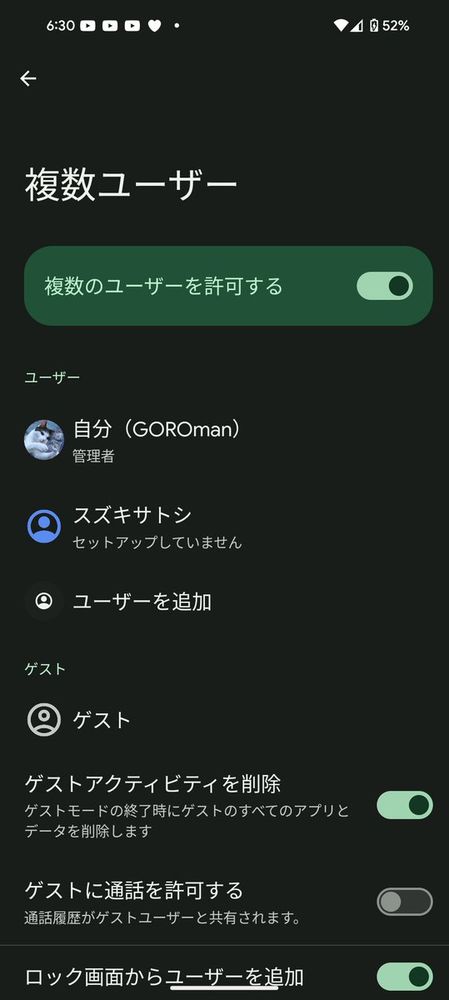 6:30
52%
複数ユーザー
複数のユーザーを許可する
ユーザー
自分（GOROman）
管理者
スズキサトシ
セットアップしていません
ユーザーを追加
ゲスト
ゲスト
ゲストアクティビティを削除
ゲストモードの終了時にゲストのすべてのアプリと
データを削除します
ゲストに通話を許可する
通話履歴がゲストユーザーと共有されます。
ロック画面からユーザーを追加